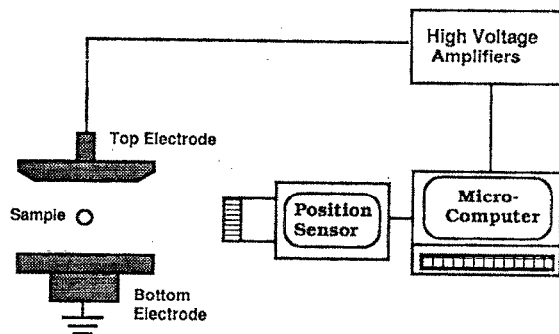 High Voltage
Amplifiers
Top Electrode
Sample
Position
Sensor
Micro-
Computer
Bottom
Electrode